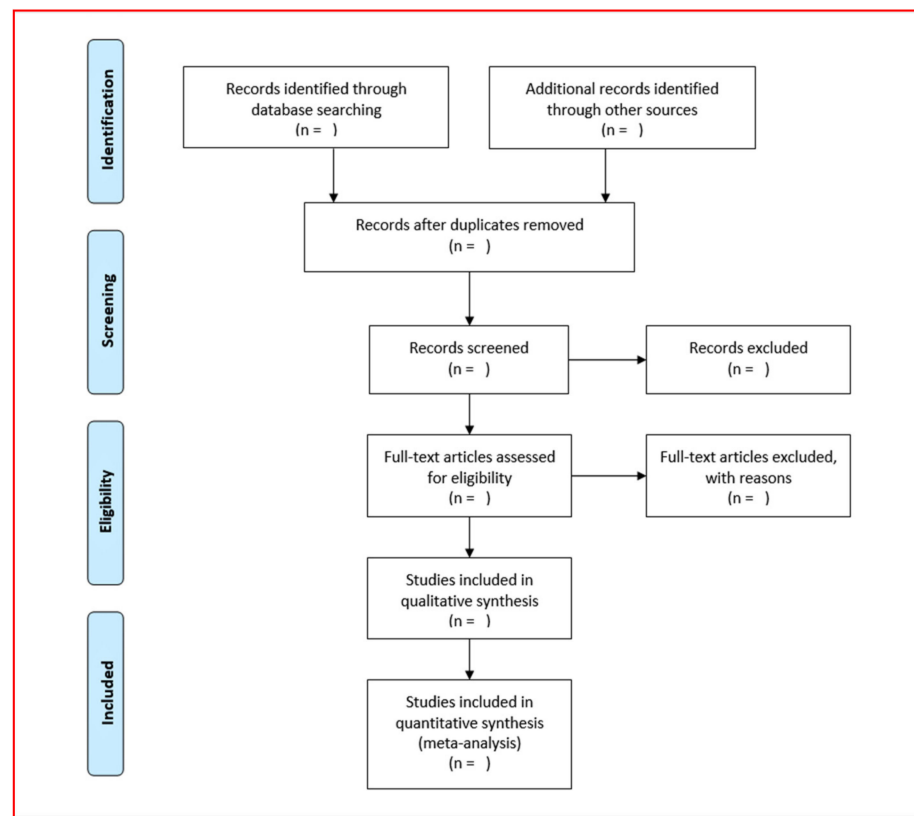 Identification
Records identified through
database searching
(n =   )
Additional records identified
through other sources
(n =   )
Records after duplicates removed
(n =   )
Screening
Records screened
(n =   )
Records excluded
(n =   )
Eligibility
Full-text articles assessed
for eligibility
(n =   )
Full-text articles excluded,
with reasons
(n =   )
Studies included in
qualitative synthesis
(n =   )
Included
Studies included in
quantitative synthesis
(meta-analysis)
(n =   )